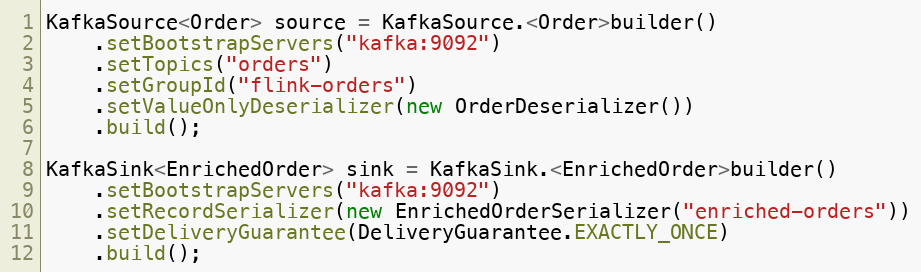 1 KafkaSource<Order> source = KafkaSource.<Order>builder()
2     .setBootstrapServers("kafka:9092")
3     .setTopics("orders")
4     .setGroupId("flink-orders")
5     .setValueOnlyDeserializer(new OrderDeserializer())
6     .build();
7
8 KafkaSink<EnrichedOrder> sink = KafkaSink.<EnrichedOrder>builder()
9     .setBootstrapServers("kafka:9092")
10     .setRecordSerializer(new EnrichedOrderSerializer("enriched-orders"))
11     .setDeliveryGuarantee(DeliveryGuarantee.EXACTLY_ONCE)
12     .build();